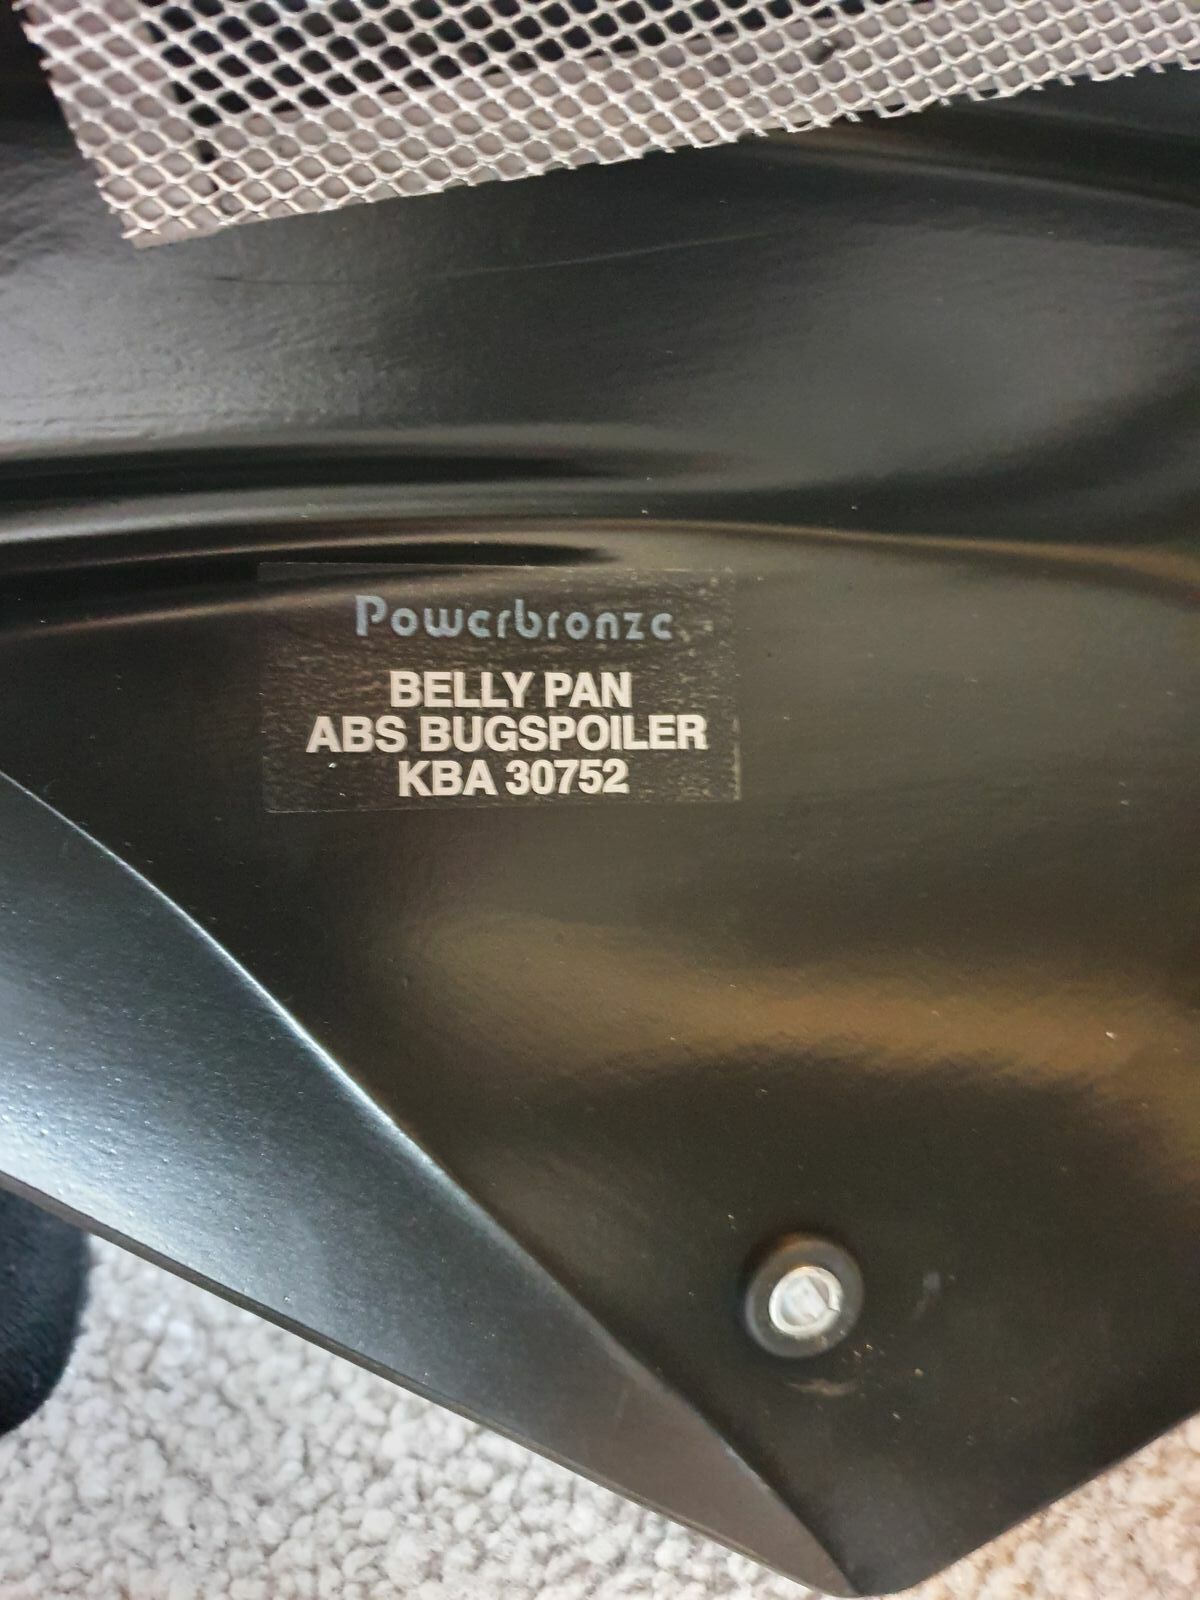 Powerbronze
BELLY PAN
ABS BUGSPOILER
KBA 30752